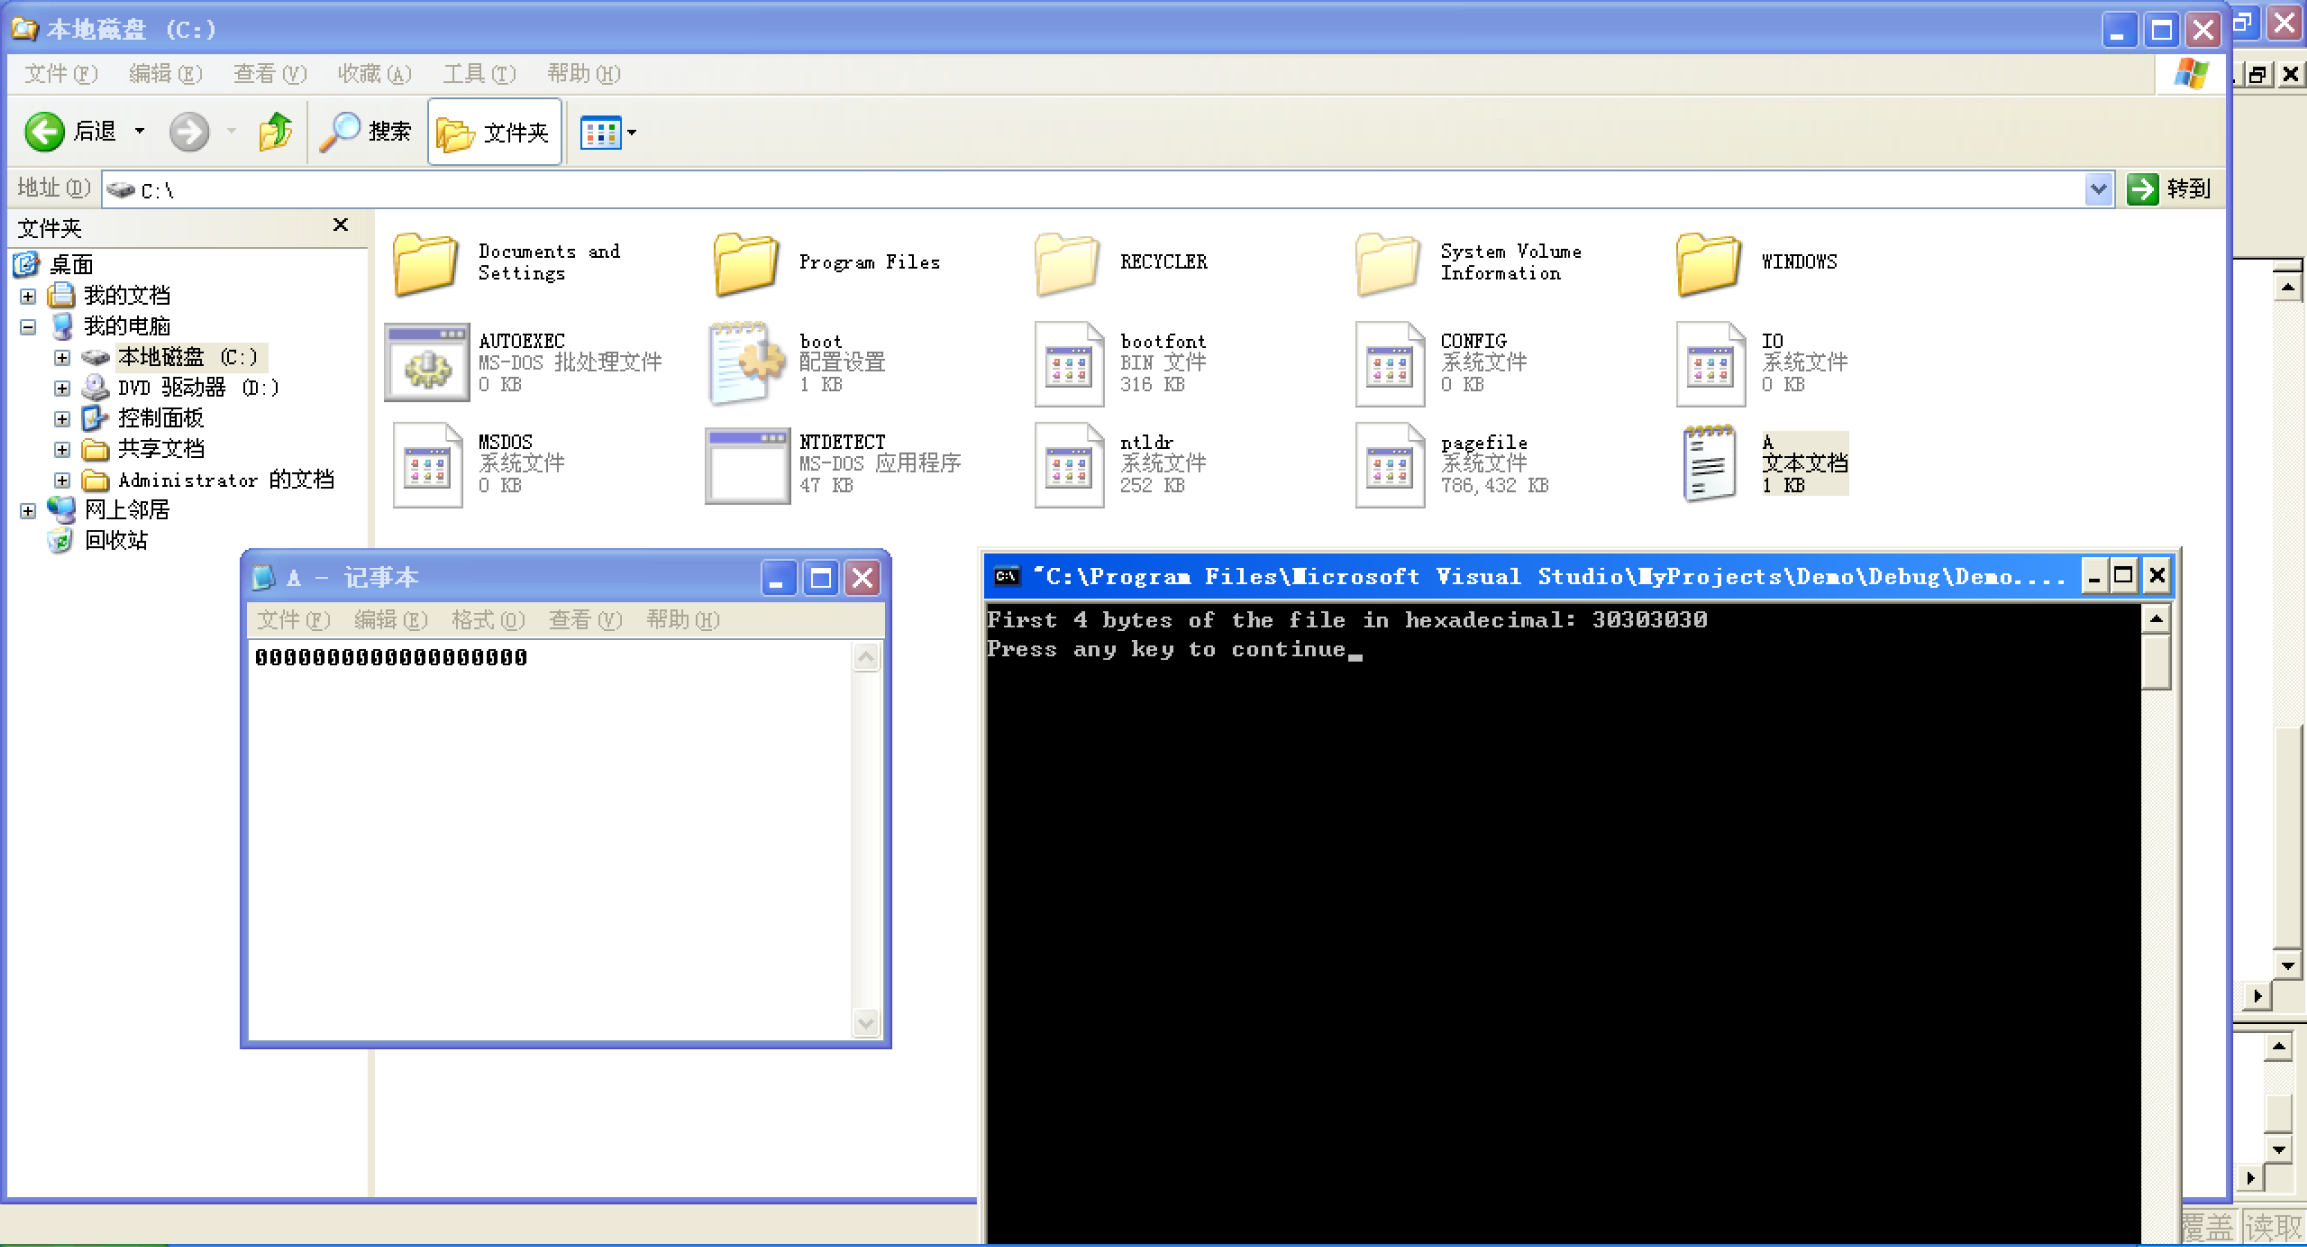 本地磁盘 (C:)
文件(F) 编辑(E) 查看(V) 收藏(A) 工具(T) 帮助(H)
后退 搜索 文件夹
地址(D) C:\ 转到
文件夹
桌面
我的文档
我的电脑
本地磁盘 (C:)
DVD 驱动器 (D:)
控制面板
共享文档
Administrator 的文档
网上邻居
回收站
Documents and
Settings
Program Files
RECYCLER
System Volume
Information
WINDOWS
AUTOEXEC
MS-DOS 批处理文件
0 KB
boot
配置设置
1 KB
bootfont
BIN 文件
316 KB
CONFIG
系统文件
0 KB
IO
系统文件
0 KB
MSDOS
系统文件
0 KB
NTDETECT
MS-DOS 应用程序
47 KB
ntldr
系统文件
252 KB
pagefile
系统文件
786,432 KB
A
文本文档
1 KB
A - 记事本
文件(F) 编辑(E) 格式(O) 查看(V) 帮助(H)
0000000000000000000
"C:\Program Files\Microsoft Visual Studio\MyProjects\Demo\Debug\Demo....
First 4 bytes of the file in hexadecimal: 30303030
Press any key to continue_
覆盖 读取